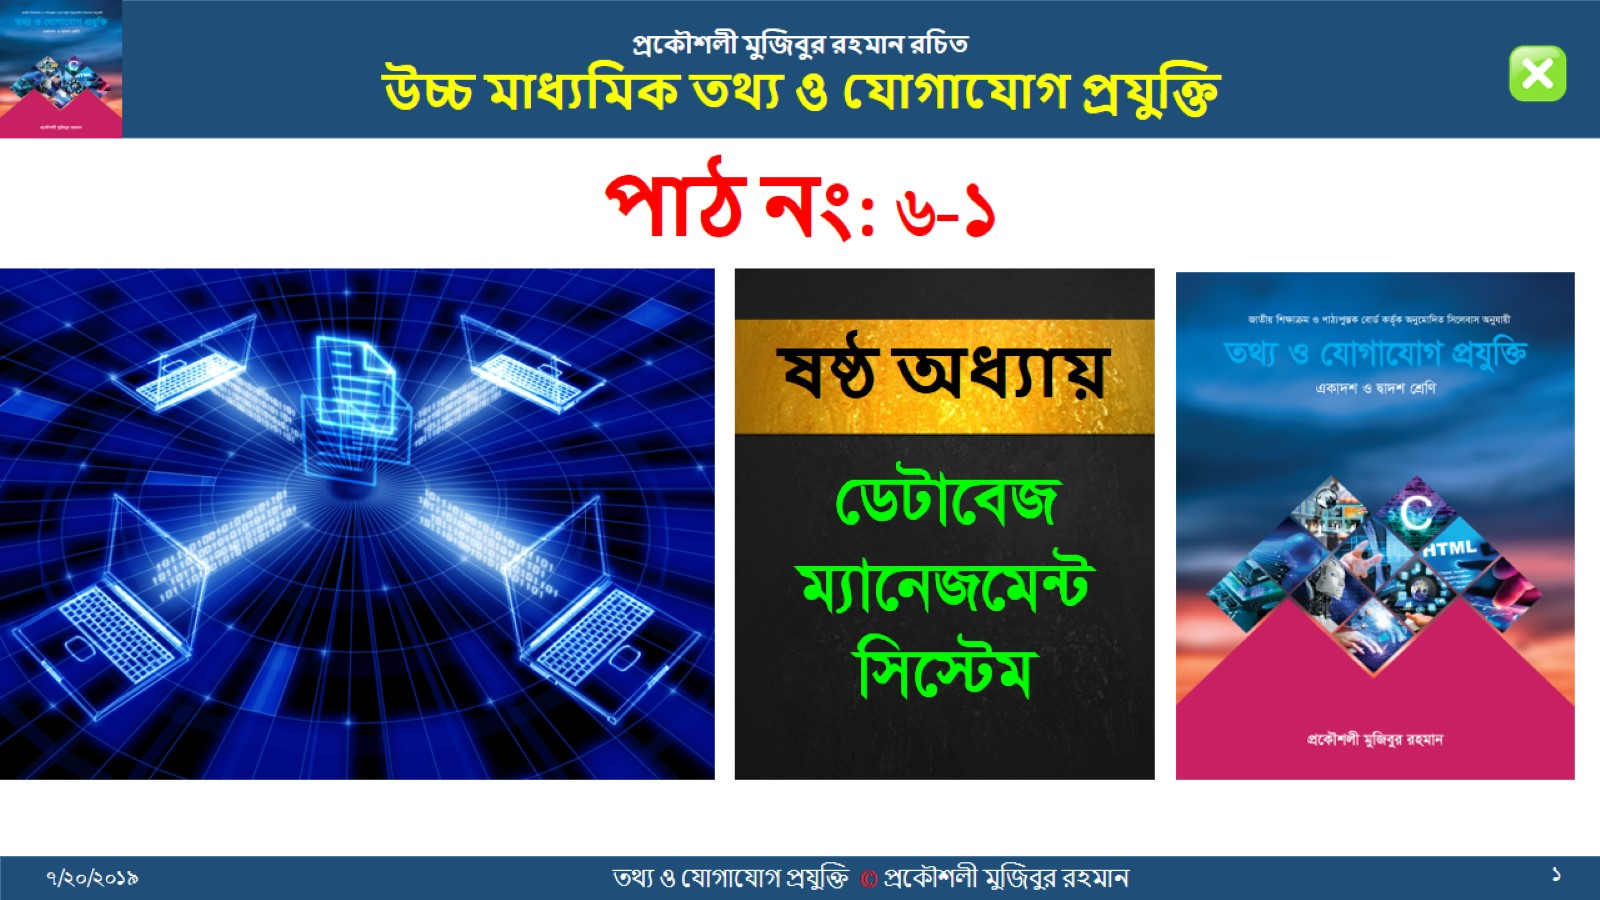 প্রকৌশলী মুজিবুর রহমান রচিত
উচ্চ মাধ্যমিক তথ্য ও যোগাযোগ প্রযুক্তি
পাঠ নং: ৬-১
ষষ্ঠ অধ্যায়
ডেটাবেজ
ম্যানেজমেন্ট
সিস্টেম
জাতীয় শিক্ষাক্রম ও পাঠ্যপুস্তক বোর্ড কর্তৃক অনুমোদিত সিলেবাস অনুযায়ী
তথ্য ও যোগাযোগ প্রযুক্তি
একাদশ ও দ্বাদশ শ্রেণি
C
HTML
প্রকৌশলী মুজিবুর রহমান
৭/২০/২০১৯
তথ্য ও যোগাযোগ প্রযুক্তি © প্রকৌশলী মুজিবুর রহমান
১